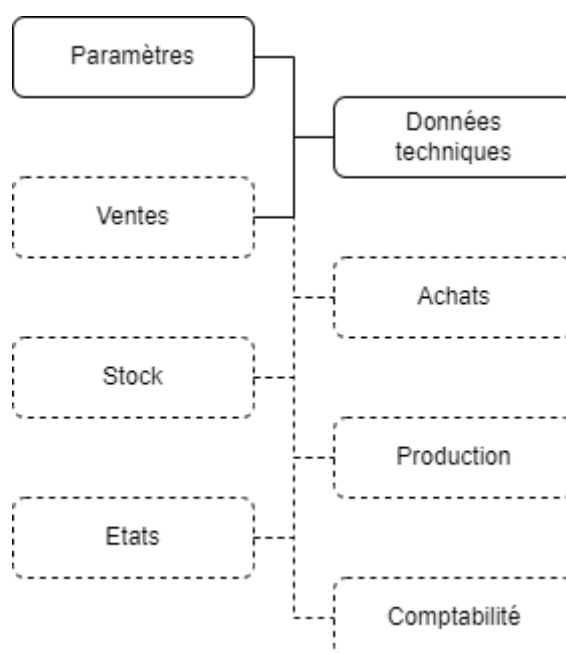 Paramètres
Données
techniques
Ventes
Achats
Stock
Production
Etats
Comptabilité